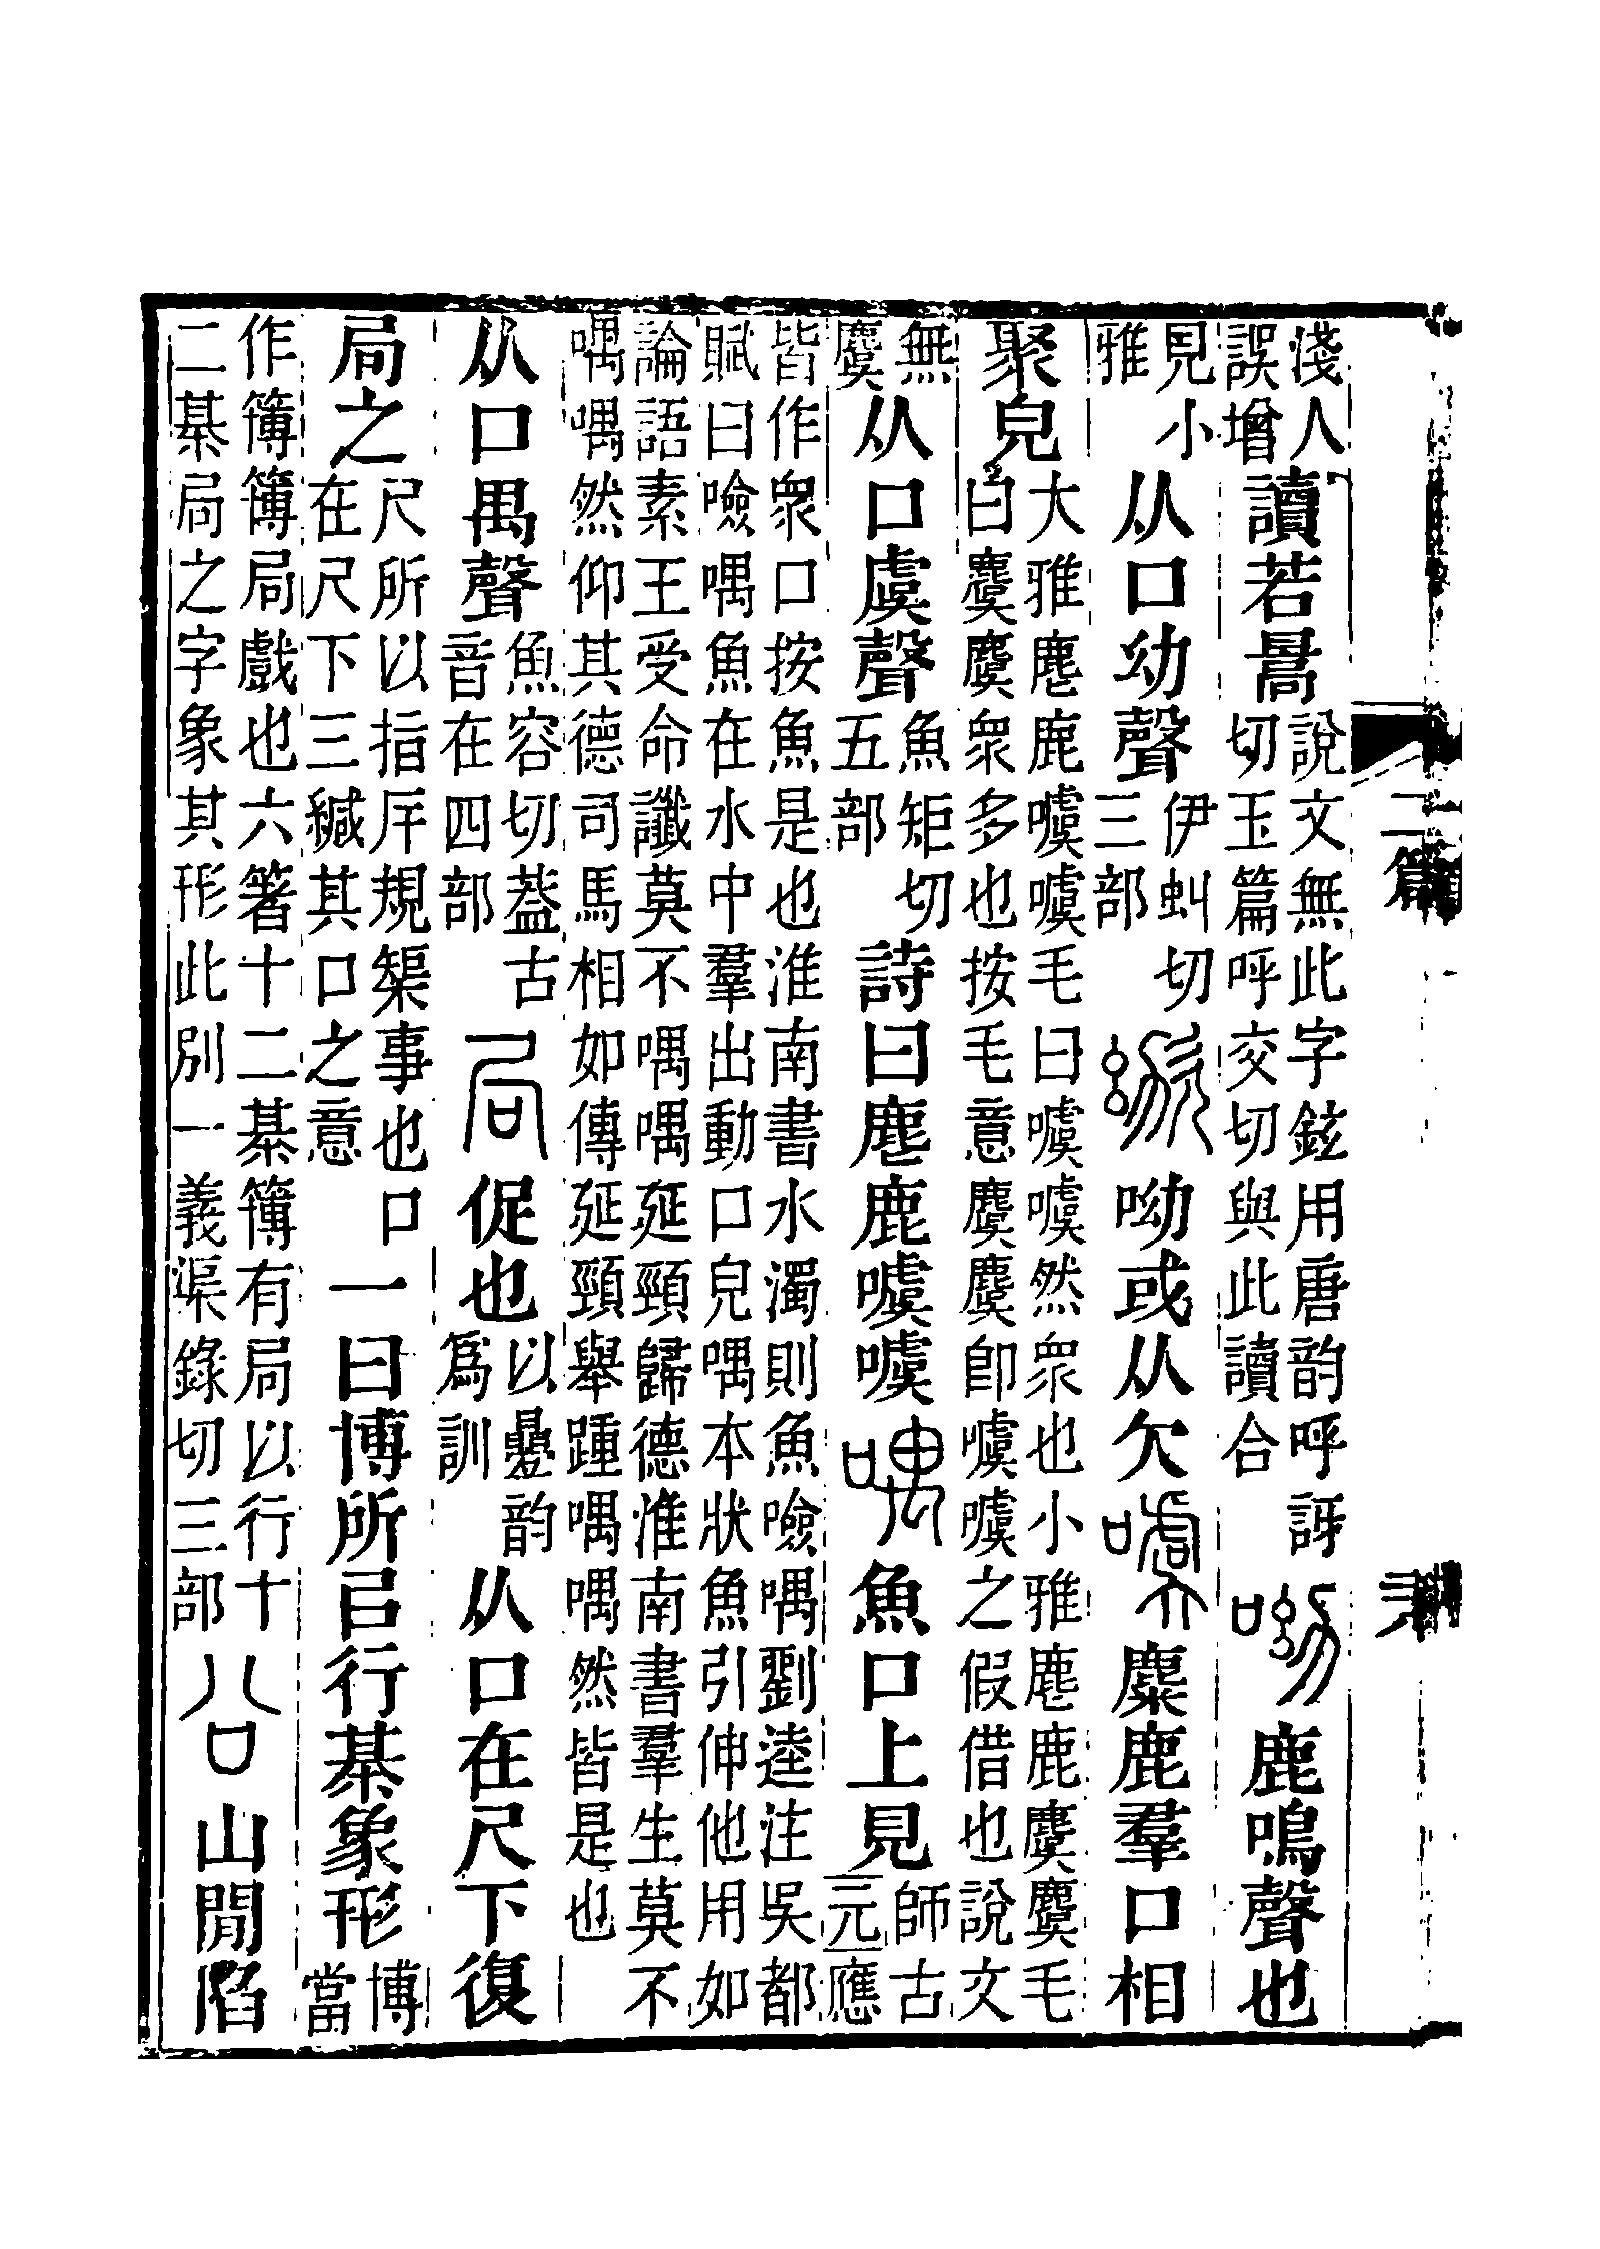 二篇
淺人誤增讀若暠說文無此字鉉用唐韵呼訝切玉篇呼交切與此讀合呦鹿鳴聲也
見小雅从口幼聲伊虯切三部㕭呦或从欠噳麋鹿羣口相
聚皃大雅麀鹿噳噳毛曰噳噳然眾也小雅麀鹿麌麌毛曰麌麌眾多也按毛意麌麌卽噳噳之假借也說文
無麌从口虞聲魚矩切五部詩曰麀鹿噳噳喁魚口上見師古元應
皆作眾口按魚是也淮南書水濁則魚噞喁劉逵注吳都賦曰噞喁魚在水中羣出動口皃喁本狀魚引伸他用如
論語素王受命讖莫不喁喁延頸歸德淮南書羣生莫不喁喁然仰其德司馬相如傳延頸舉踵喁喁然皆是也
从口禺聲魚容切葢古音在四部局促也以㬪韵爲訓从口在尺下復
局之尺所以指斥規榘事也口在尺下三緘其口之意一曰博所㠯行棊象形博當
作簿簿局戲也六箸十二棊簿有局以行十二棊局之字象其形此別一義渠錄切三部㕣山閒陷